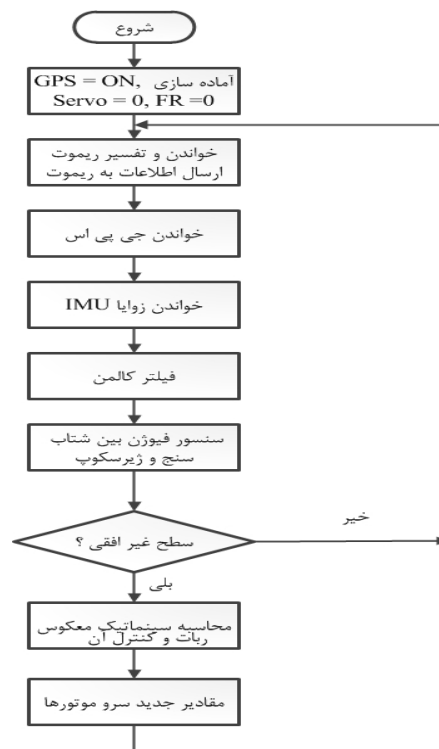 شروع
آماده سازی GPS = ON,
Servo = 0, FR =0
خواندن و تفسیر ریموت
ارسال اطلاعات به ریموت
خواندن جی پی اس
خواندن زوایا IMU
فیلتر کالمن
سنسور فیوژن بین شتاب
سنج و ژیرسکوپ
سطح غیر افقی ؟
خیر
بلی
محاسبه سینماتیک معکوس
ربات و کنترل آن
مقادیر جدید سرو موتورها